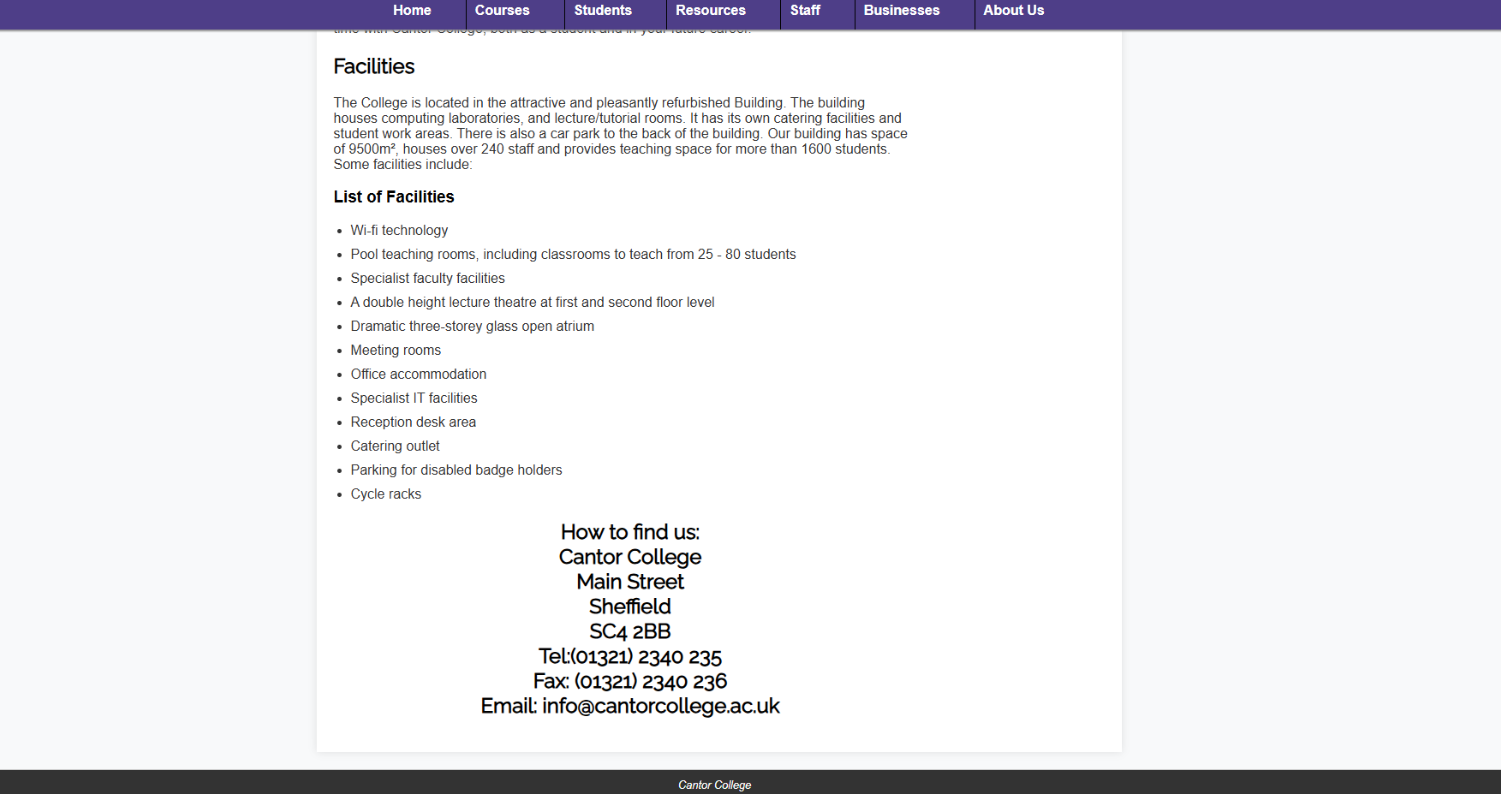 Home Courses Students Resources Staff Businesses About Us
time with Cantor College, both as a student and in your future career.
Facilities
The College is located in the attractive and pleasantly refurbished Building. The building
houses computing laboratories, and lecture/tutorial rooms. It has its own catering facilities and
student work areas. There is also a car park to the back of the building. Our building has space
of 9500m², houses over 240 staff and provides teaching space for more than 1600 students.
Some facilities include:
List of Facilities
• Wi-fi technology
• Pool teaching rooms, including classrooms to teach from 25 - 80 students
• Specialist faculty facilities
• A double height lecture theatre at first and second floor level
• Dramatic three-storey glass open atrium
• Meeting rooms
• Office accommodation
• Specialist IT facilities
• Reception desk area
• Catering outlet
• Parking for disabled badge holders
• Cycle racks
How to find us:
Cantor College
Main Street
Sheffield
SC4 2BB
Tel:(01321) 2340 235
Fax: (01321) 2340 236
Email: info@cantorcollege.ac.uk
Cantor College